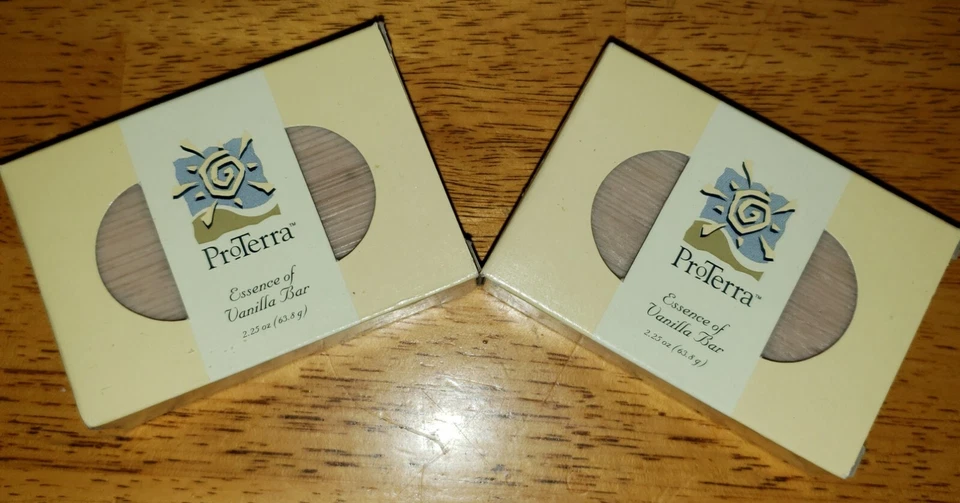 ProTerra™
Essence of
Vanilla Bar
2.25 oz (63.8 g)
ProTerra™
Essence of
Vanilla Bar
2.25 oz (63.8 g)